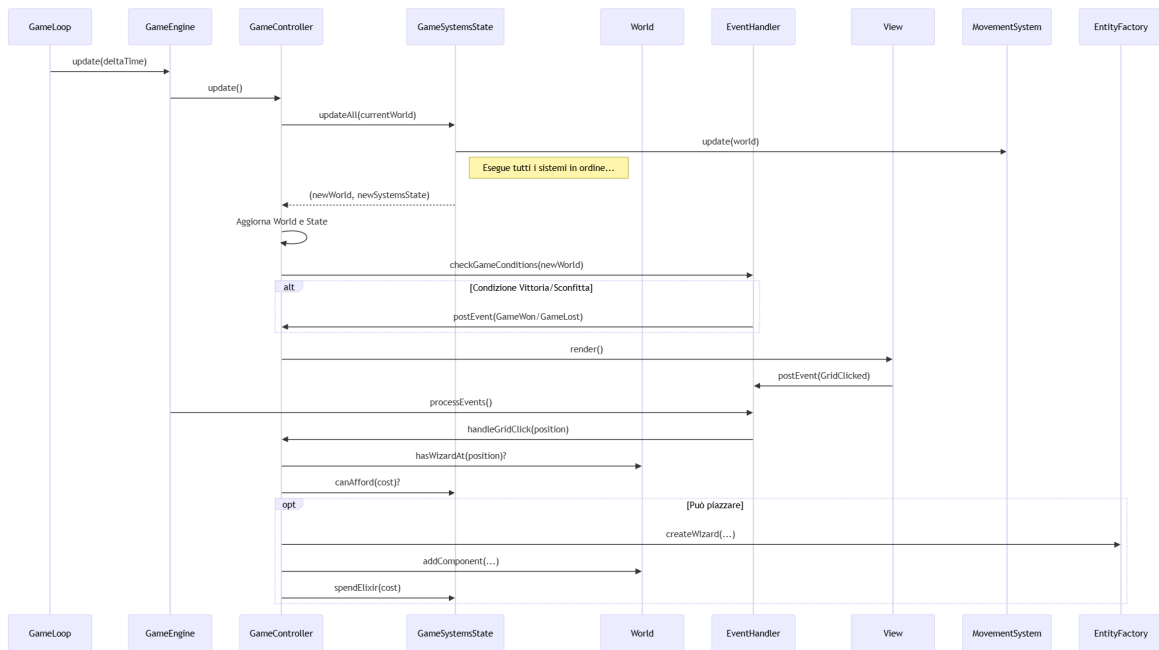 GameLoop
GameEngine
GameController
GameSystemsState
World
EventHandler
View
MovementSystem
EntityFactory
update(deltaTime)
update()
updateAll(currentWorld)
update(world)
Esegue tutti i sistemi in ordine...
(newWorld, newSystemsState)
Aggiorna World e State
checkGameConditions(newWorld)
alt
[Condizione Vittoria/Sconfitta]
postEvent(GameWon/GameLost)
render()
postEvent(GridClicked)
processEvents()
handleGridClick(position)
hasWizardAt(position)?
canAfford(cost)?
opt
[Può piazzare]
createWizard(...)
addComponent(...)
spendElixir(cost)
GameLoop
GameEngine
GameController
GameSystemsState
World
EventHandler
View
MovementSystem
EntityFactory